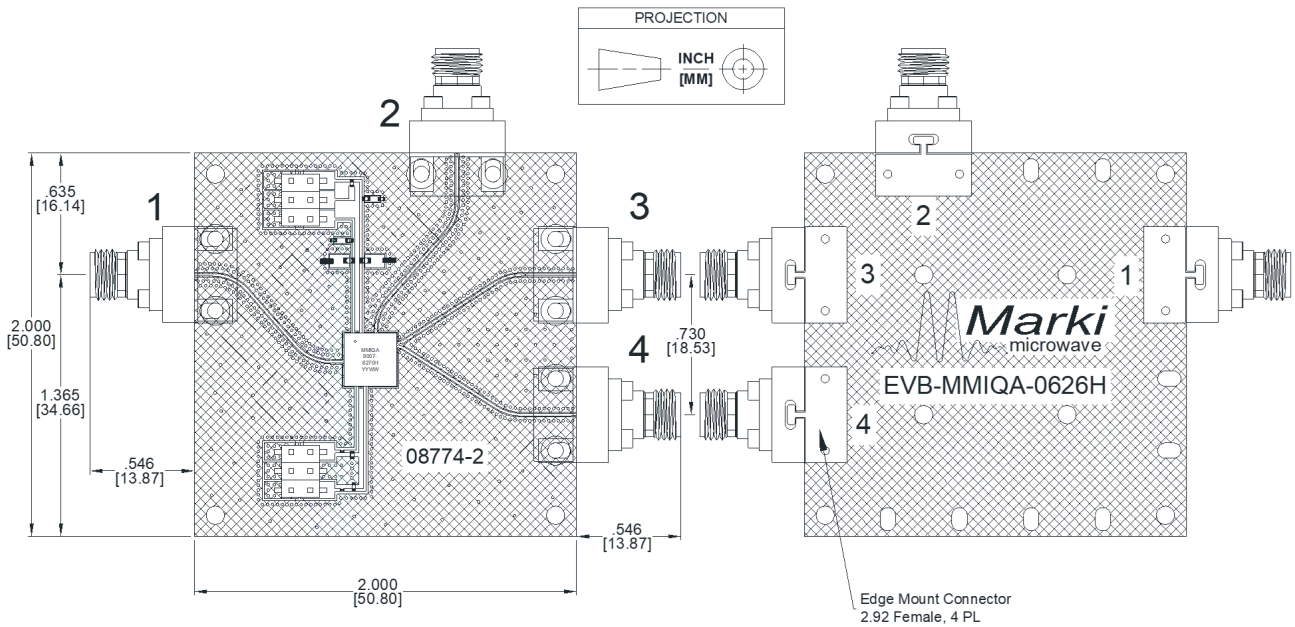 PROJECTION
INCH
[MM]
2
1
3
4
.635
[16.14]
2.000
[50.80]
1.365
[34.66]
.546
[13.87]
MMIQA
YYWW
08774-2
.730
[18.53]
.546
[13.87]
2.000
[50.80]
2
3
1
4
Marki
microwave
EVB-MMIQA-0626H
Edge Mount Connector
2.92 Female, 4 PL